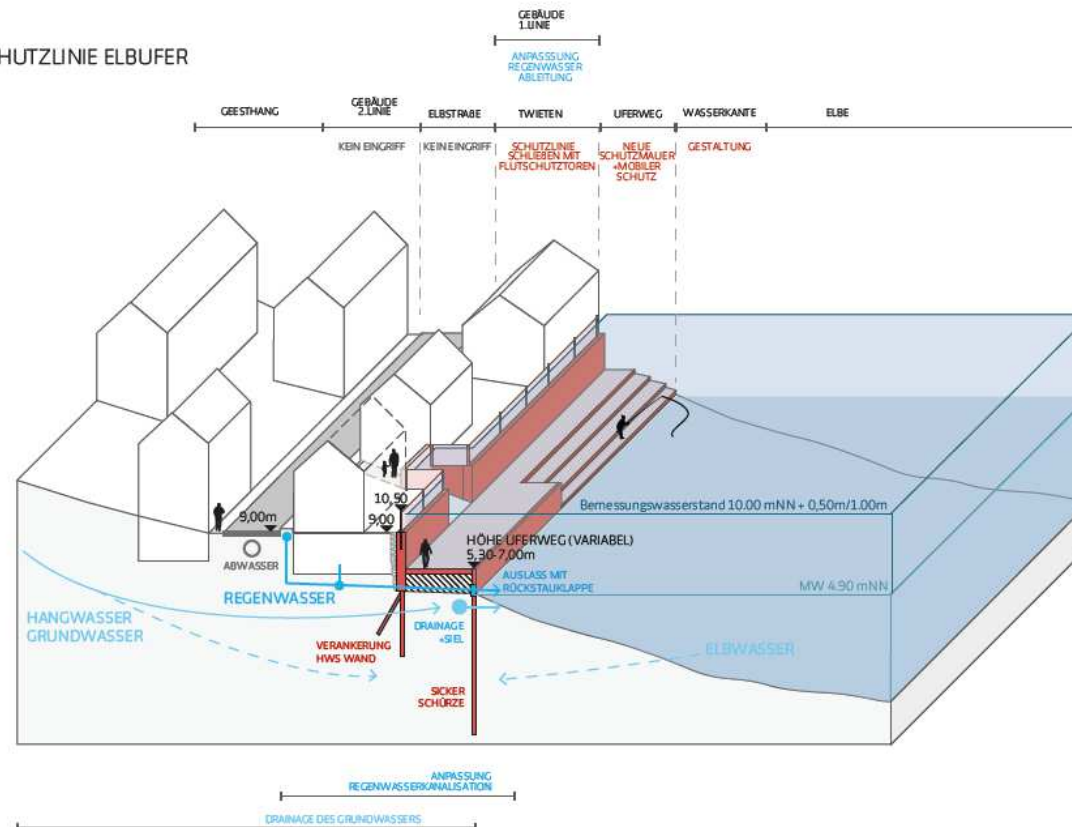 GEBÄUDE
1.LINIE
HUTZLINIE ELBUFER
ANPASSSUNG
REGENWASSER
ABLEITUNG
GEESTHANG
GEBÄUDE
2.LINIE
ELBSTRAßE
TWIETEN
UFERWEG
WASSERKANTE
ELBE
KEIN EINGRIFF
KEIN EINGRIFF
SCHUTZLINIE
SCHLIEßEN MIT
FLUTSCHUTZTOREN
NEUE
SCHUTZMAUER
+MOBILER
SCHUTZ
GESTALTUNG
10,50
Bemessungswasserstand 10.00 mNN + 0,50m/1.00m
9,00m
9,00
HÖHE UFERWEG (VARIABEL)
5,30-7,00m
ABWASSER
AUSLASS MIT
RÜCKSTAUKLAPPE
MW 4.90 mNN
REGENWASSER
HANGWASSER
GRUNDWASSER
DRAINAGE
+SIEL
VERANKERUNG
HWS WAND
ELBWASSER
SICKER
SCHÜRZE
ANPASSUNG
REGENWASSERKANALISATION
DRAINAGE DES GRUNDWASSERS